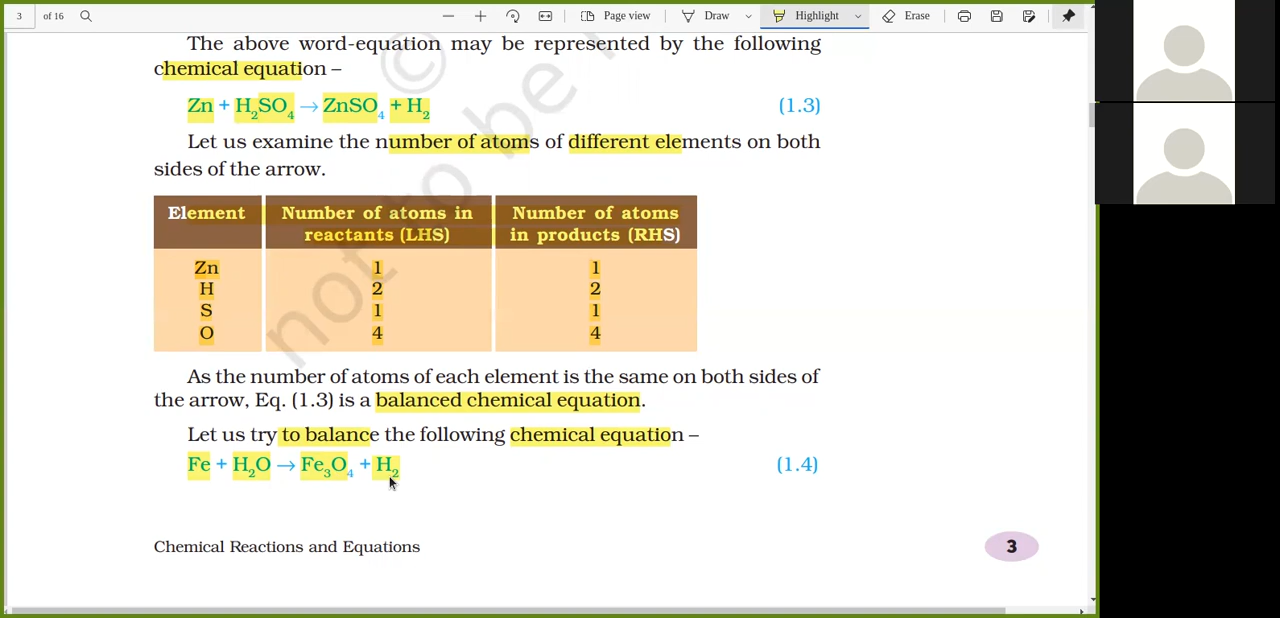 3 of 16 Page view Draw Highlight Erase
The above word-equation may be represented by the following
chemical equation –
Zn + H₂SO₄ → ZnSO₄ + H₂ (1.3)
Let us examine the number of atoms of different elements on both
sides of the arrow.
Element Number of atoms in Number of atoms
reactants (LHS) in products (RHS)
Zn 1 1
H 2 2
S 1 1
O 4 4
As the number of atoms of each element is the same on both sides of
the arrow, Eq. (1.3) is a balanced chemical equation.
Let us try to balance the following chemical equation –
Fe + H₂O → Fe₃O₄ + H₂ (1.4)
Chemical Reactions and Equations 3
© not to be